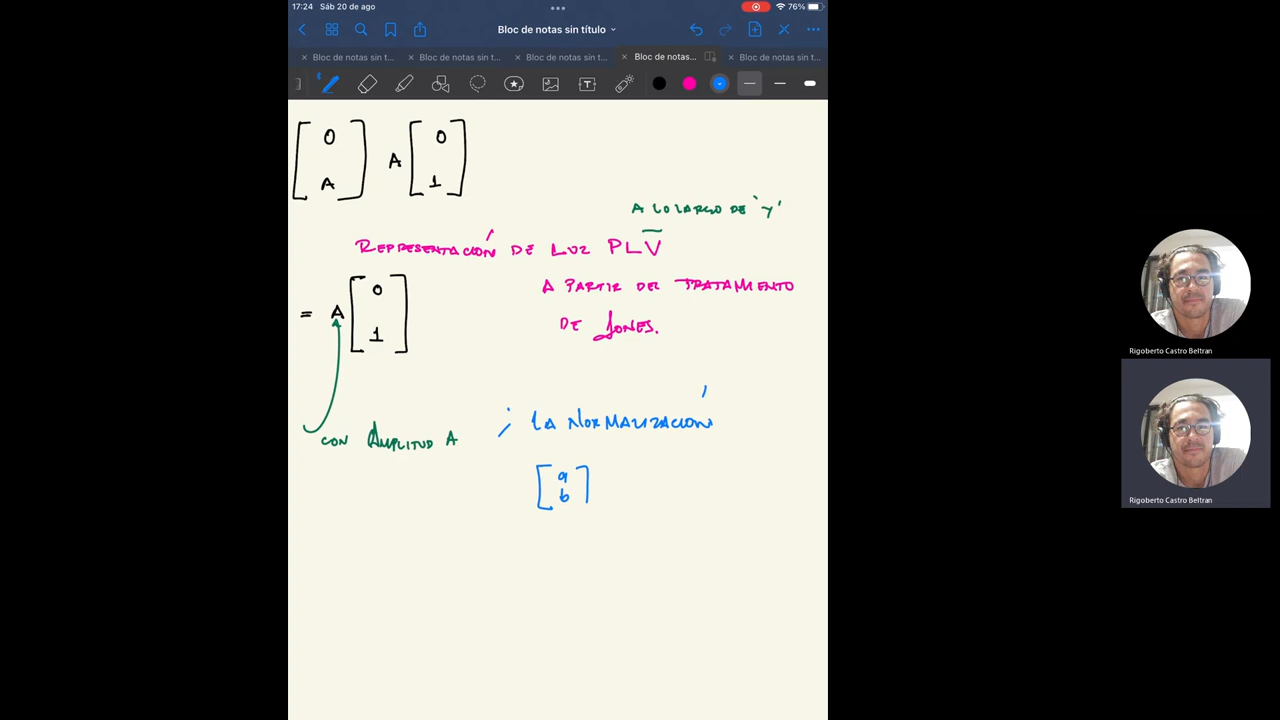 17:24 Sáb 20 de ago 76%
Bloc de notas sin título
Bloc de notas sin t... Bloc de notas sin t... Bloc de notas sin t... Bloc de notas... Bloc de notas sin t...
T
[0 A] A [0 1]
A LO LARGO DE 'Y'
REPRESENTACIÓN DE LUZ PLV
A PARTIR DEL TRATAMIENTO
DE JONES.
= A [0 1]
CON AMPLITUD A
; LA NORMALIZACIÓN
[a b]
Rigoberto Castro Beltran
Rigoberto Castro Beltran